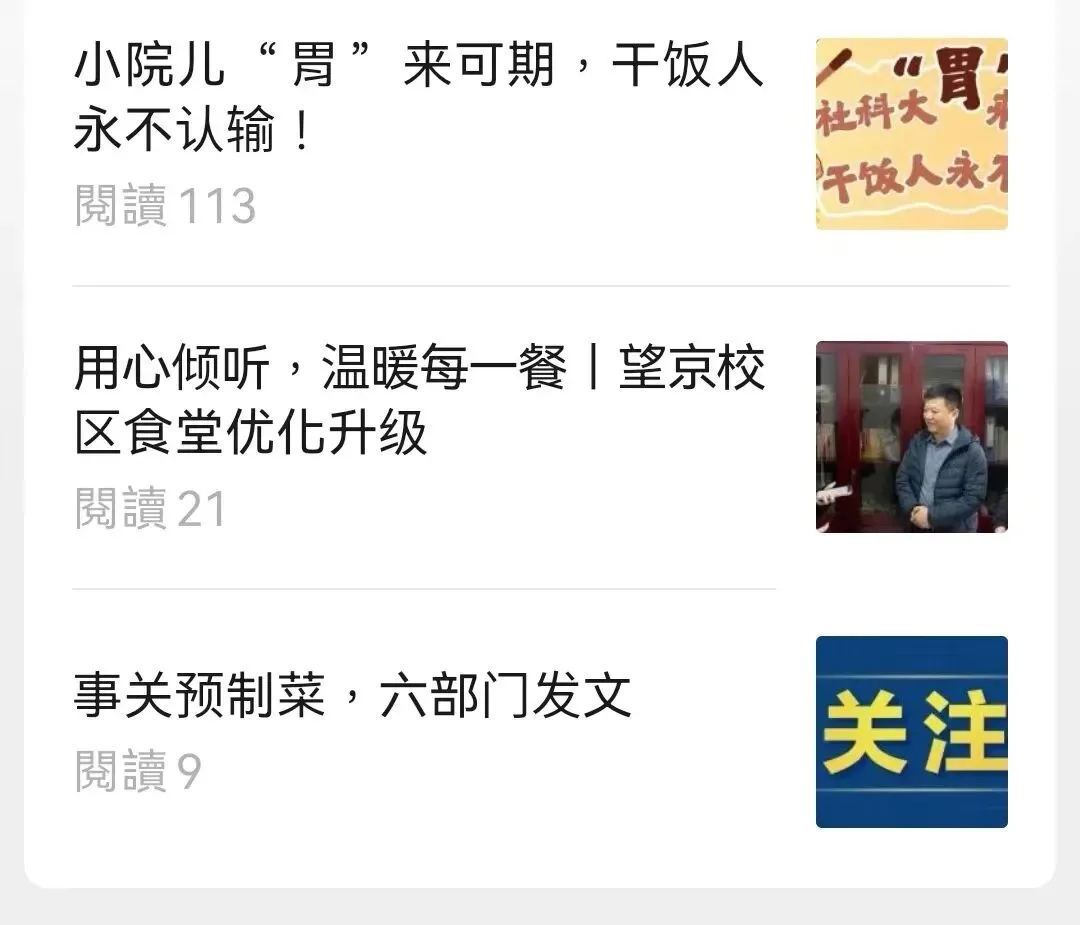 小院儿“胃”来可期，干饭人
永不认输！
閱讀 113
“胃”
社科大 来
干饭人永不
用心倾听，温暖每一餐丨望京校
区食堂优化升级
閱讀 21
事关预制菜，六部门发文
閱讀 9
关注